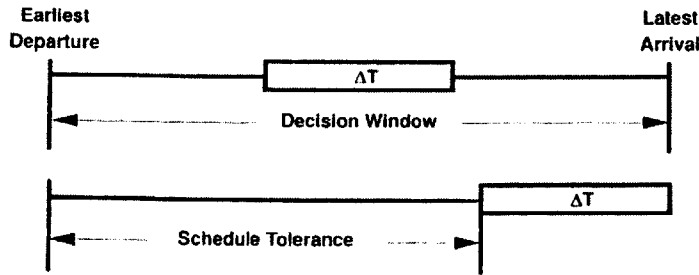 Earliest
Departure
Latest
Arrival
ΔT
Decision Window
ΔT
Schedule Tolerance